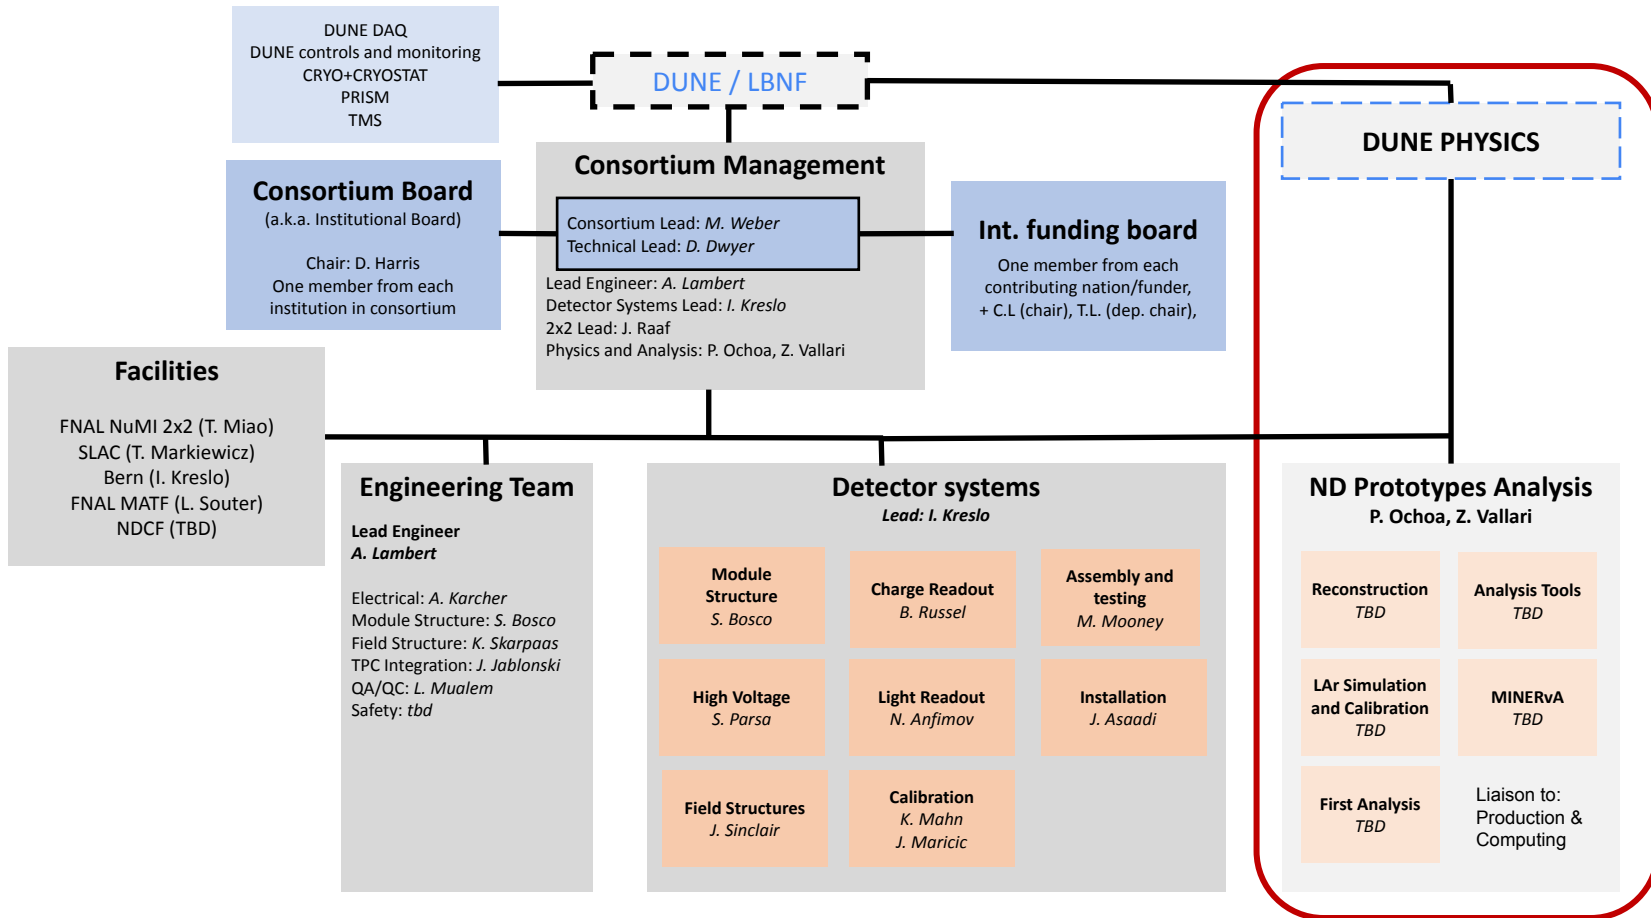 DUNE DAQ
DUNE controls and monitoring
CRYO+CRYOSTAT
PRISM
TMS
DUNE / LBNF
DUNE PHYSICS
Consortium Board
(a.k.a. Institutional Board)
Chair: D. Harris
One member from each
institution in consortium
Consortium Management
Consortium Lead: M. Weber
Technical Lead: D. Dwyer
Lead Engineer: A. Lambert
Detector Systems Lead: I. Kreslo
2x2 Lead: J. Raaf
Physics and Analysis: P. Ochoa, Z. Vallari
Int. funding board
One member from each
contributing nation/funder,
+ C.L (chair), T.L. (dep. chair),
Facilities
FNAL NuMI 2x2 (T. Miao)
SLAC (T. Markiewicz)
Bern (I. Kreslo)
FNAL MATF (L. Souter)
NDCF (TBD)
Engineering Team
Lead Engineer
A. Lambert
Electrical: A. Karcher
Module Structure: S. Bosco
Field Structure: K. Skarpaas
TPC Integration: J. Jablonski
QA/QC: L. Mualem
Safety: tbd
Detector systems
Lead: I. Kreslo
Module
Structure
S. Bosco
Charge Readout
B. Russel
Assembly and
testing
M. Mooney
High Voltage
S. Parsa
Light Readout
N. Anfimov
Installation
J. Asaadi
Field Structures
J. Sinclair
Calibration
K. Mahn
J. Maricic
ND Prototypes Analysis
P. Ochoa, Z. Vallari
Reconstruction
TBD
Analysis Tools
TBD
LAr Simulation
and Calibration
TBD
MINERvA
TBD
First Analysis
TBD
Liaison to:
Production &
Computing